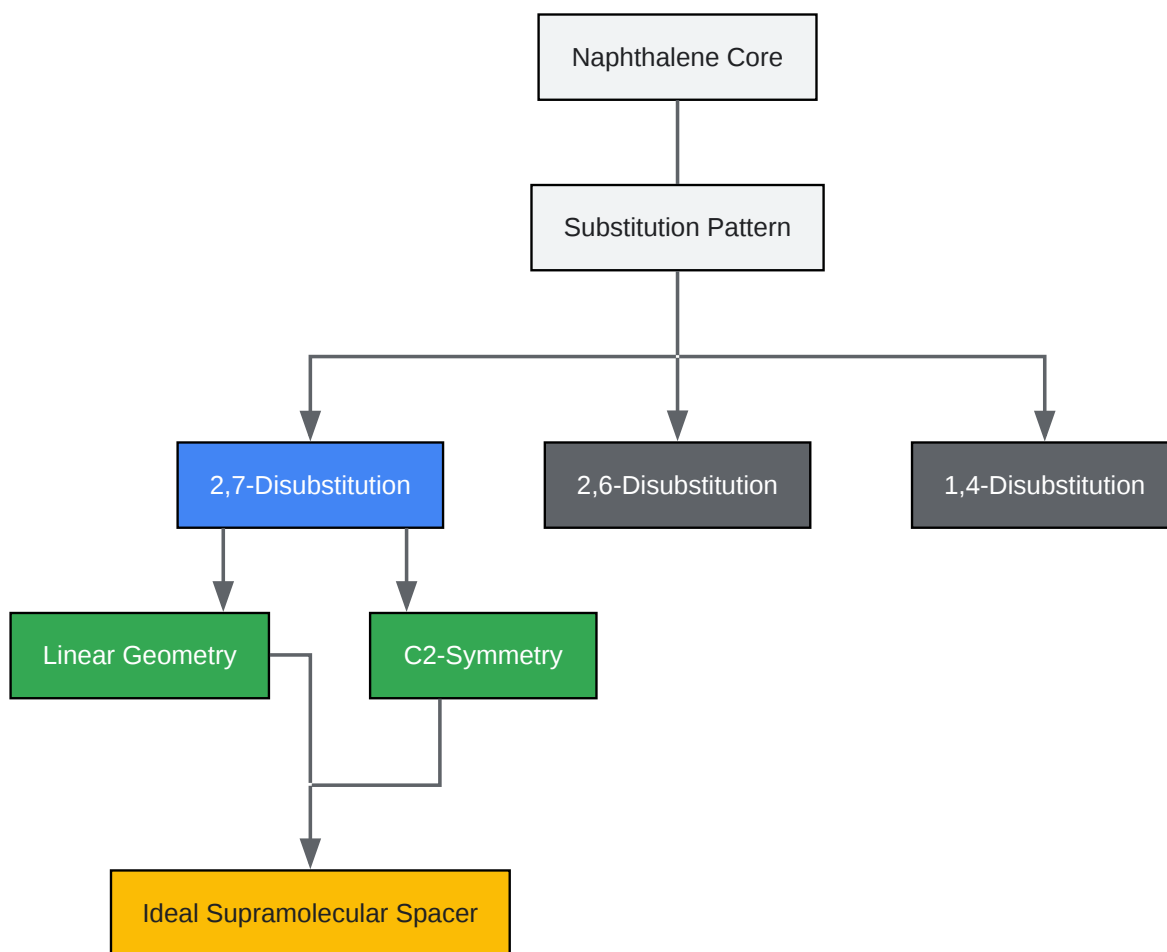 Naphthalene Core
Substitution Pattern
2,7-Disubstitution
2,6-Disubstitution
1,4-Disubstitution
Linear Geometry
C2-Symmetry
Ideal Supramolecular Spacer